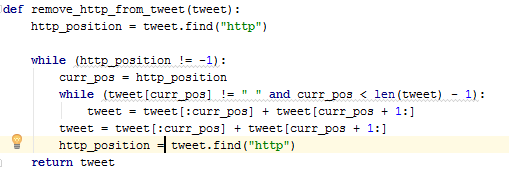 def remove_http_from_tweet(tweet):
    http_position = tweet.find("http")

    while (http_position != -1):
        curr_pos = http_position
        while (tweet[curr_pos] != " " and curr_pos < len(tweet) - 1):
            tweet = tweet[:curr_pos] + tweet[curr_pos + 1:]
        tweet = tweet[:curr_pos] + tweet[curr_pos + 1:]
        http_position = tweet.find("http")
    return tweet